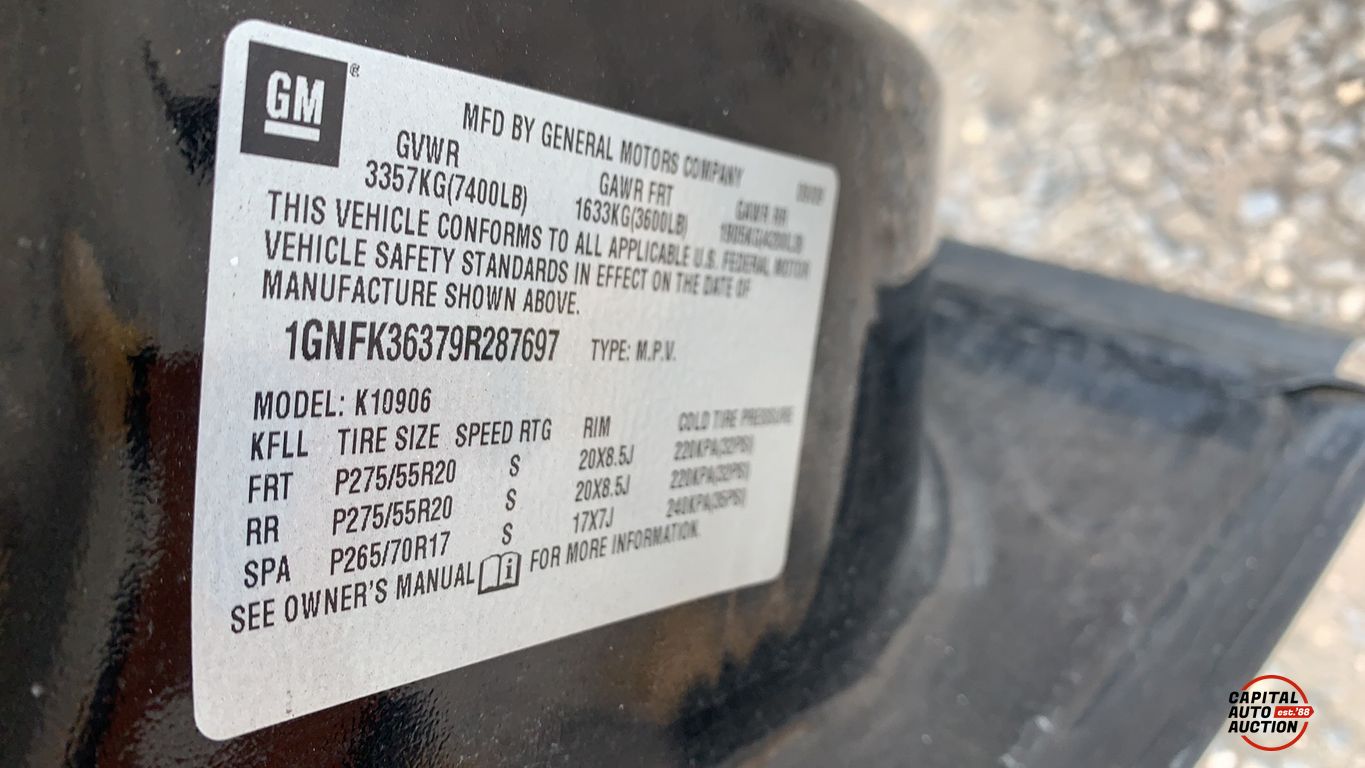 GM
MFD BY GENERAL MOTORS COMPANY
GVWR GAWR FRT GAWR RR
3357KG(7400LB) 1633KG(3600LB)
THIS VEHICLE CONFORMS TO ALL APPLICABLE U.S. FEDERAL MOTOR
VEHICLE SAFETY STANDARDS IN EFFECT ON THE DATE OF
MANUFACTURE SHOWN ABOVE.
1GNFK36379R287697 TYPE: M.P.V.
MODEL: K10906
KFLL TIRE SIZE SPEED RTG RIM COLD TIRE PRESSURE
FRT P275/55R20 S 20X8.5J 220KPA(32PSI)
RR P275/55R20 S 20X8.5J 220KPA(32PSI)
SPA P265/70R17 S 17X7J 240KPA(35PSI)
SEE OWNER'S MANUAL i FOR MORE INFORMATION.
CAPITAL
AUTO est.'88
AUCTION